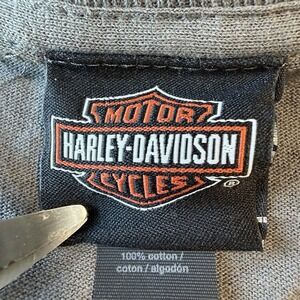 MOTOR
HARLEY-DAVIDSON
CYCLES
®
100% cotton /
coton / algodón